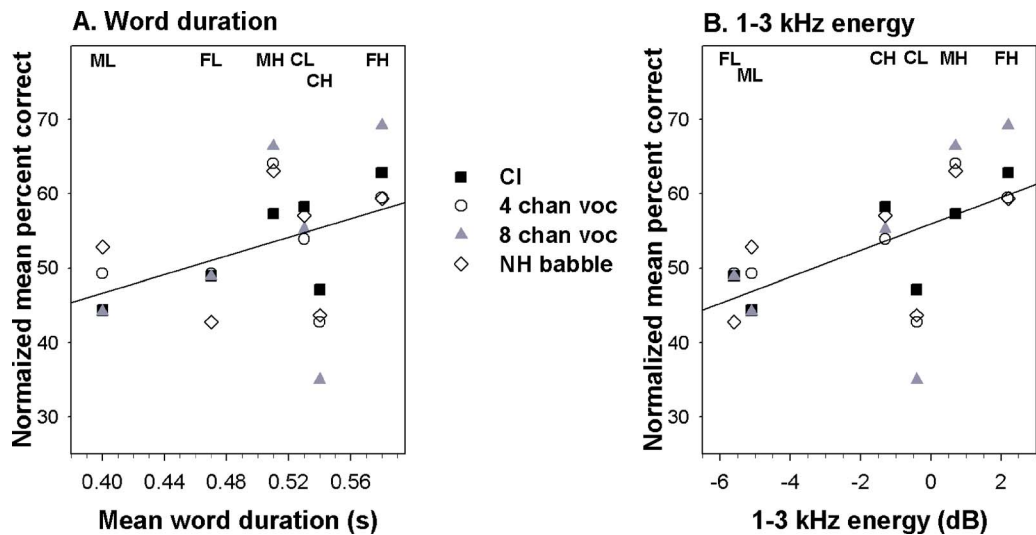 A. Word duration
ML FL MH CL FH
CH
Normaized mean percent correct
70
60
50
40
30
0.40 0.44 0.48 0.52 0.56
Mean word duration (s)
CI
4 chan voc
8 chan voc
NH babble
B. 1-3 kHz energy
FL CH CL MH FH
ML
Normalized mean percent correct
70
60
50
40
30
-6 -4 -2 0 2
1-3 kHz energy (dB)